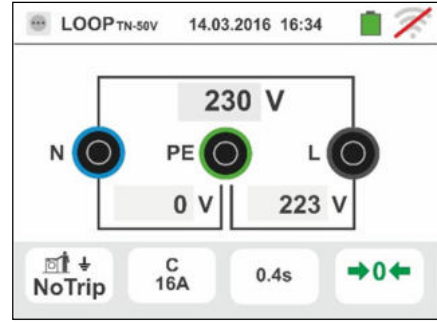 LOOP TN-50V 14.03.2016 16:34
230 V
N PE L
0 V 223 V
NoTrip C 16A 0.4s →0←